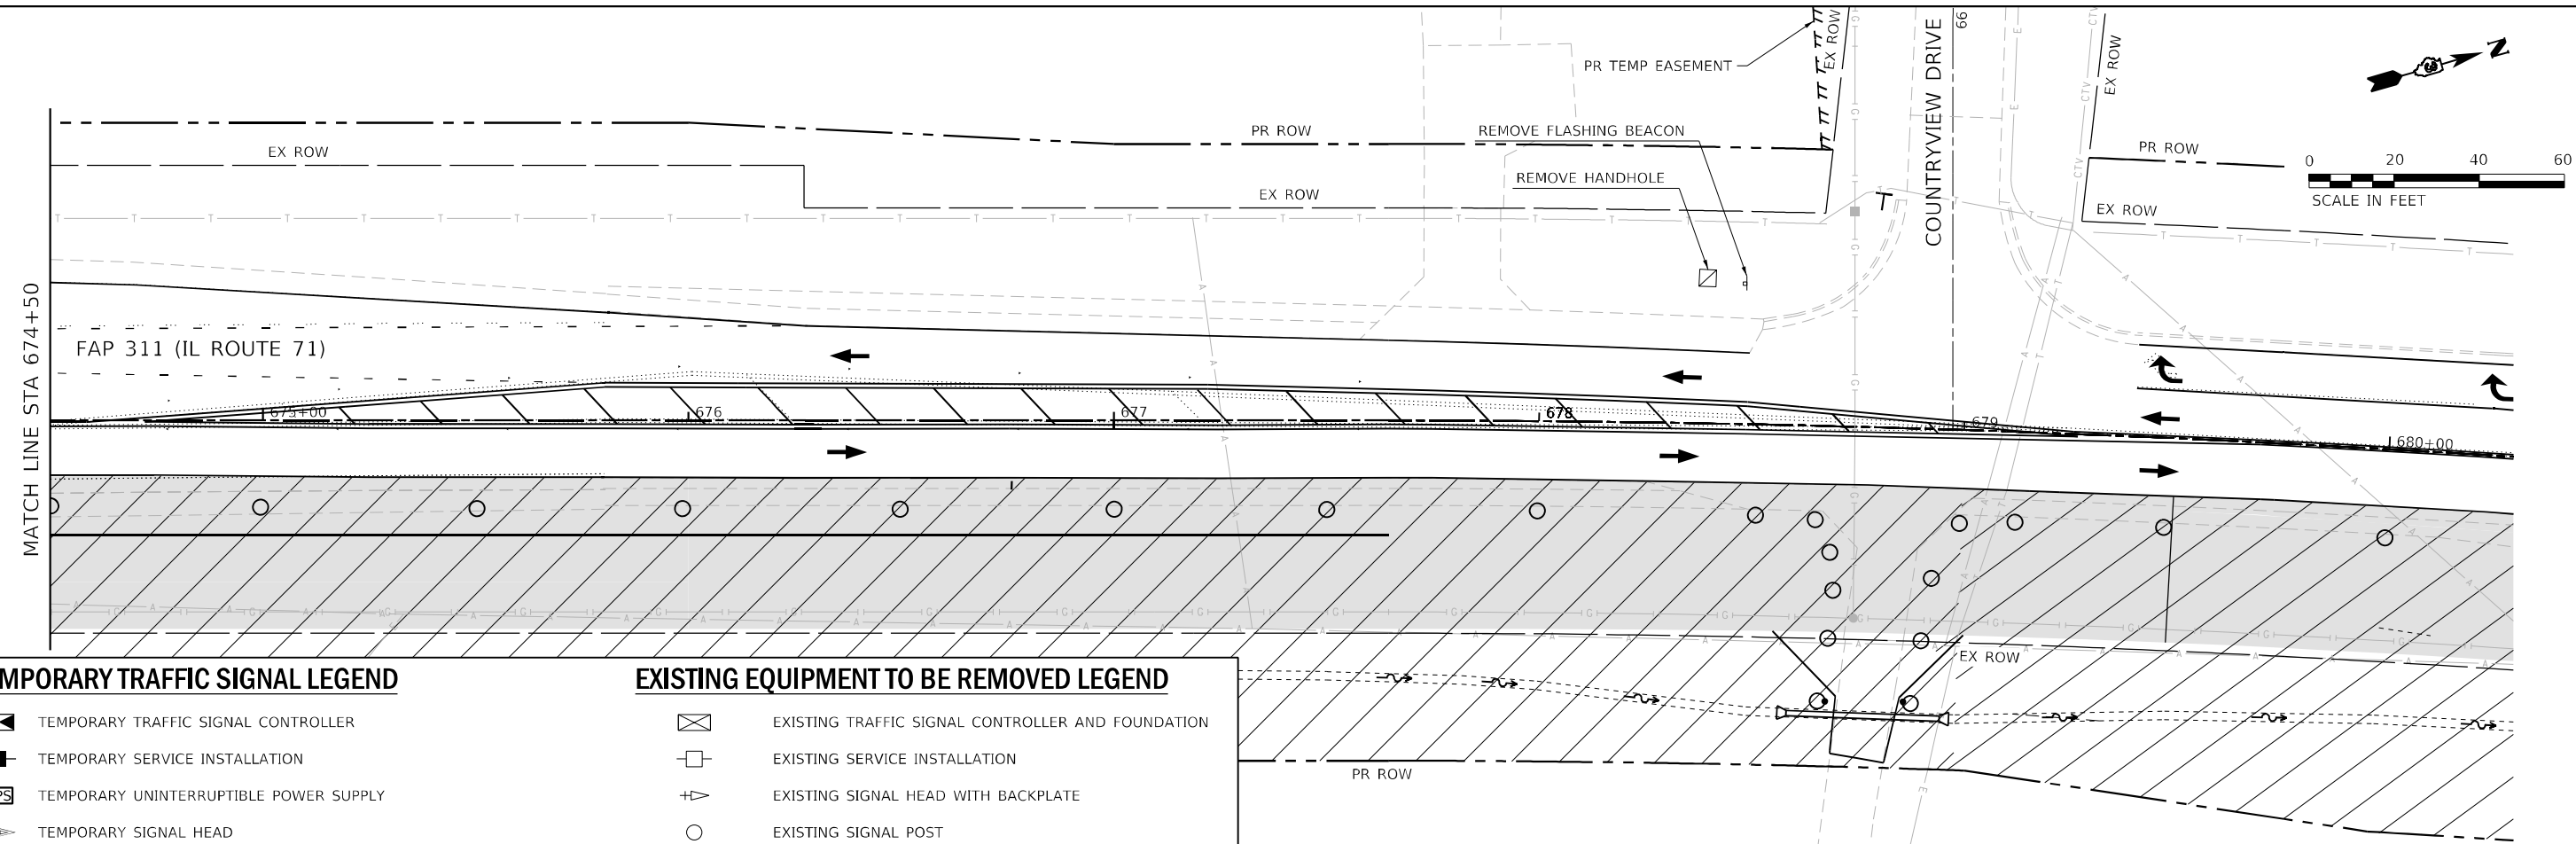 PR TEMP EASEMENT
EX ROW
COUNTRYVIEW DRIVE
66
EX ROW
N
PR ROW
REMOVE FLASHING BEACON
EX ROW
REMOVE HANDHOLE
EX ROW
PR ROW
EX ROW
0 20 40 60
SCALE IN FEET
MATCH LINE STA 674+50
FAP 311 (IL ROUTE 71)
675+00
676
677
678
679
680+00
EX ROW
PR ROW
MPORARY TRAFFIC SIGNAL LEGEND
TEMPORARY TRAFFIC SIGNAL CONTROLLER
TEMPORARY SERVICE INSTALLATION
PS TEMPORARY UNINTERRUPTIBLE POWER SUPPLY
TEMPORARY SIGNAL HEAD
EXISTING EQUIPMENT TO BE REMOVED LEGEND
EXISTING TRAFFIC SIGNAL CONTROLLER AND FOUNDATION
EXISTING SERVICE INSTALLATION
EXISTING SIGNAL HEAD WITH BACKPLATE
EXISTING SIGNAL POST